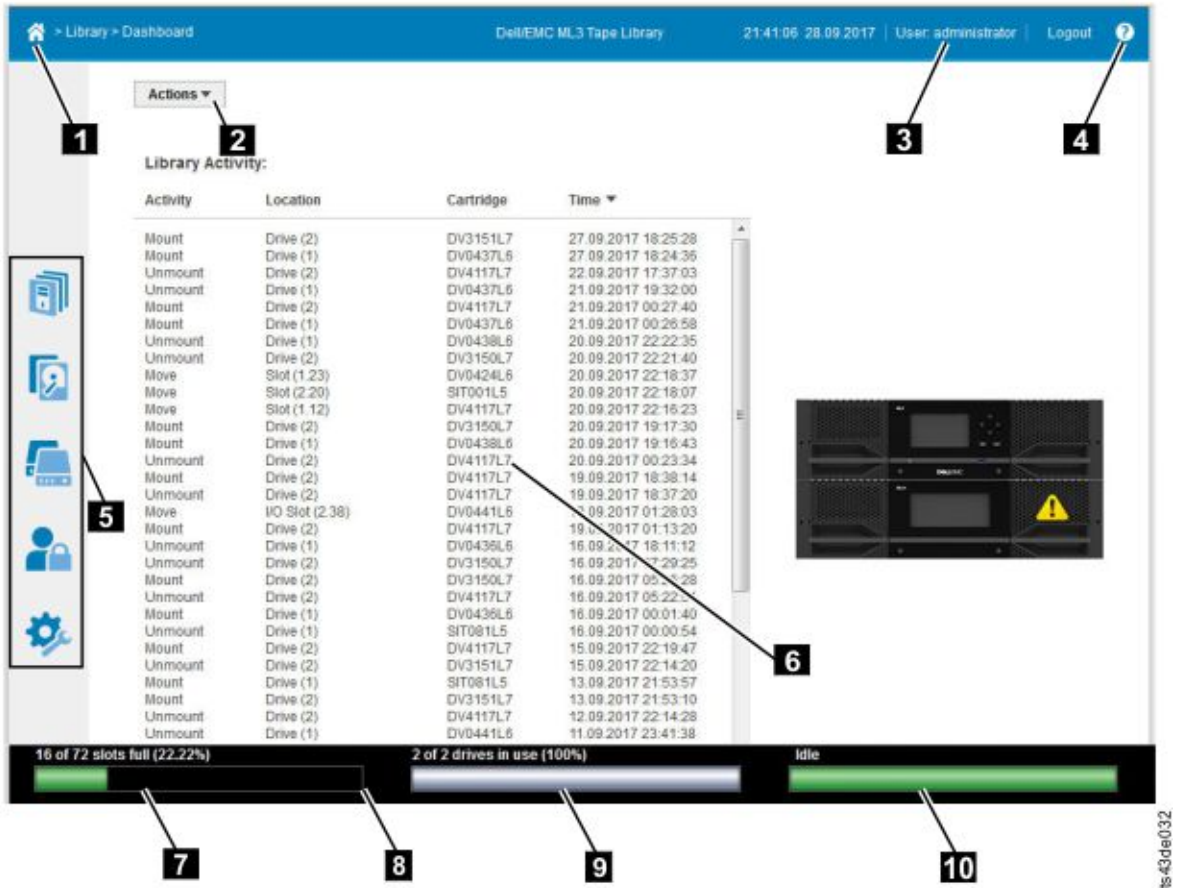 > Library > Dashboard Dell/EMC ML3 Tape Library 21:41:06 28.09.2017 User: administrator Logout ?
Actions
1 2 3 4
Library Activity:
Activity Location Cartridge Time
Mount Drive (2) DV3151L7 27.09.2017 18:25:28
Mount Drive (1) DV0437L6 27.09.2017 18:24:36
Unmount Drive (2) DV4117L7 22.09.2017 17:37:03
Unmount Drive (1) DV0437L6 21.09.2017 19:32:00
Mount Drive (2) DV4117L7 21.09.2017 00:27:40
Mount Drive (1) DV0437L6 21.09.2017 00:26:58
Unmount Drive (1) DV0438L6 20.09.2017 22:22:35
Unmount Drive (2) DV3150L7 20.09.2017 22:21:40
Move Slot (1.23) DV0424L6 20.09.2017 22:18:37
Move Slot (2.20) SIT001L5 20.09.2017 22:18:07
Move Slot (1.12) DV4117L7 20.09.2017 22:16:23
Mount Drive (2) DV3150L7 20.09.2017 19:17:30
Mount Drive (1) DV0438L6 20.09.2017 19:16:43
Unmount Drive (2) DV4117L7 20.09.2017 00:23:34
Mount Drive (2) DV4117L7 19.09.2017 18:38:14
Unmount Drive (2) DV4117L7 19.09.2017 18:37:20
Move I/O Slot (2.38) DV0441L6 01:28:03
Mount Drive (2) DV4117L7 01:13:20
Unmount Drive (1) DV0436L6 18:11:12
Unmount Drive (2) DV3150L7
Mount Drive (2) DV3150L7 16.09.2017
Unmount Drive (2) DV4117L7 16.09.2017
Mount Drive (1) DV0436L6 16.09.2017 00:01:40
Unmount Drive (1) SIT081L5 16.09.2017 00:00:54
Mount Drive (2) DV4117L7 15.09.2017 22:19:47
Unmount Drive (2) DV3151L7 15.09.2017 22:14:20
Mount Drive (1) SIT081L5 13.09.2017 21:53:57
Mount Drive (2) DV3151L7 13.09.2017 21:53:10
Unmount Drive (2) DV4117L7 12.09.2017 22:14:28
Unmount Drive (1) DV0441L6 11.09.2017 23:41:38
5
6
DELL EMC
16 of 72 slots full (22.22%) 2 of 2 drives in use (100%) Idle
7 8 9 10
ts43de032